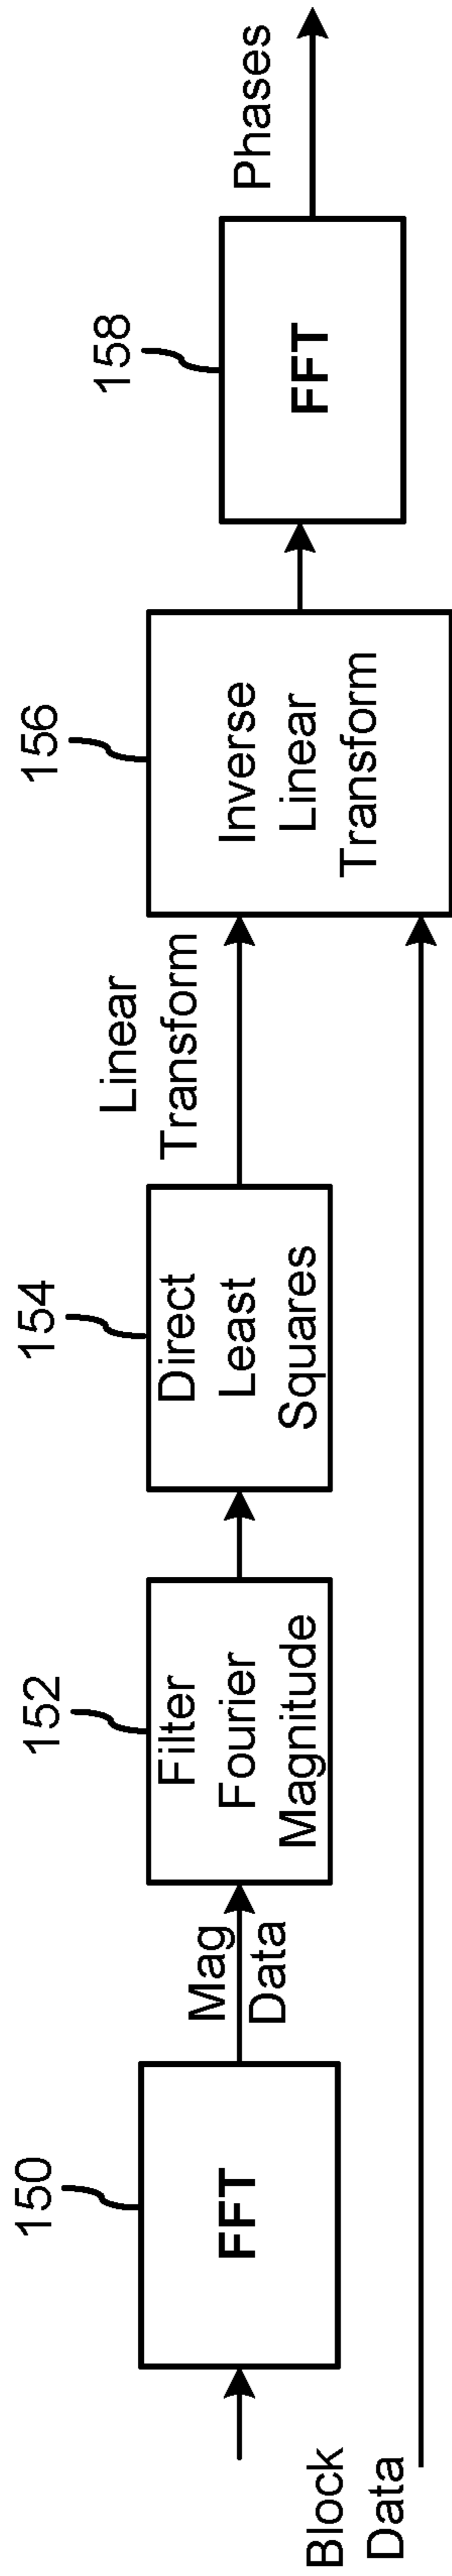 150
FFT
Mag
Data
152
Filter
Fourier
Magnitude
154
Direct
Least
Squares
Linear
Transform
156
Inverse
Linear
Transform
158
FFT
Phases
Block
Data